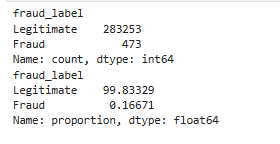 fraud_label
Legitimate    283253
Fraud            473
Name: count, dtype: int64
fraud_label
Legitimate    99.83329
Fraud          0.16671
Name: proportion, dtype: float64